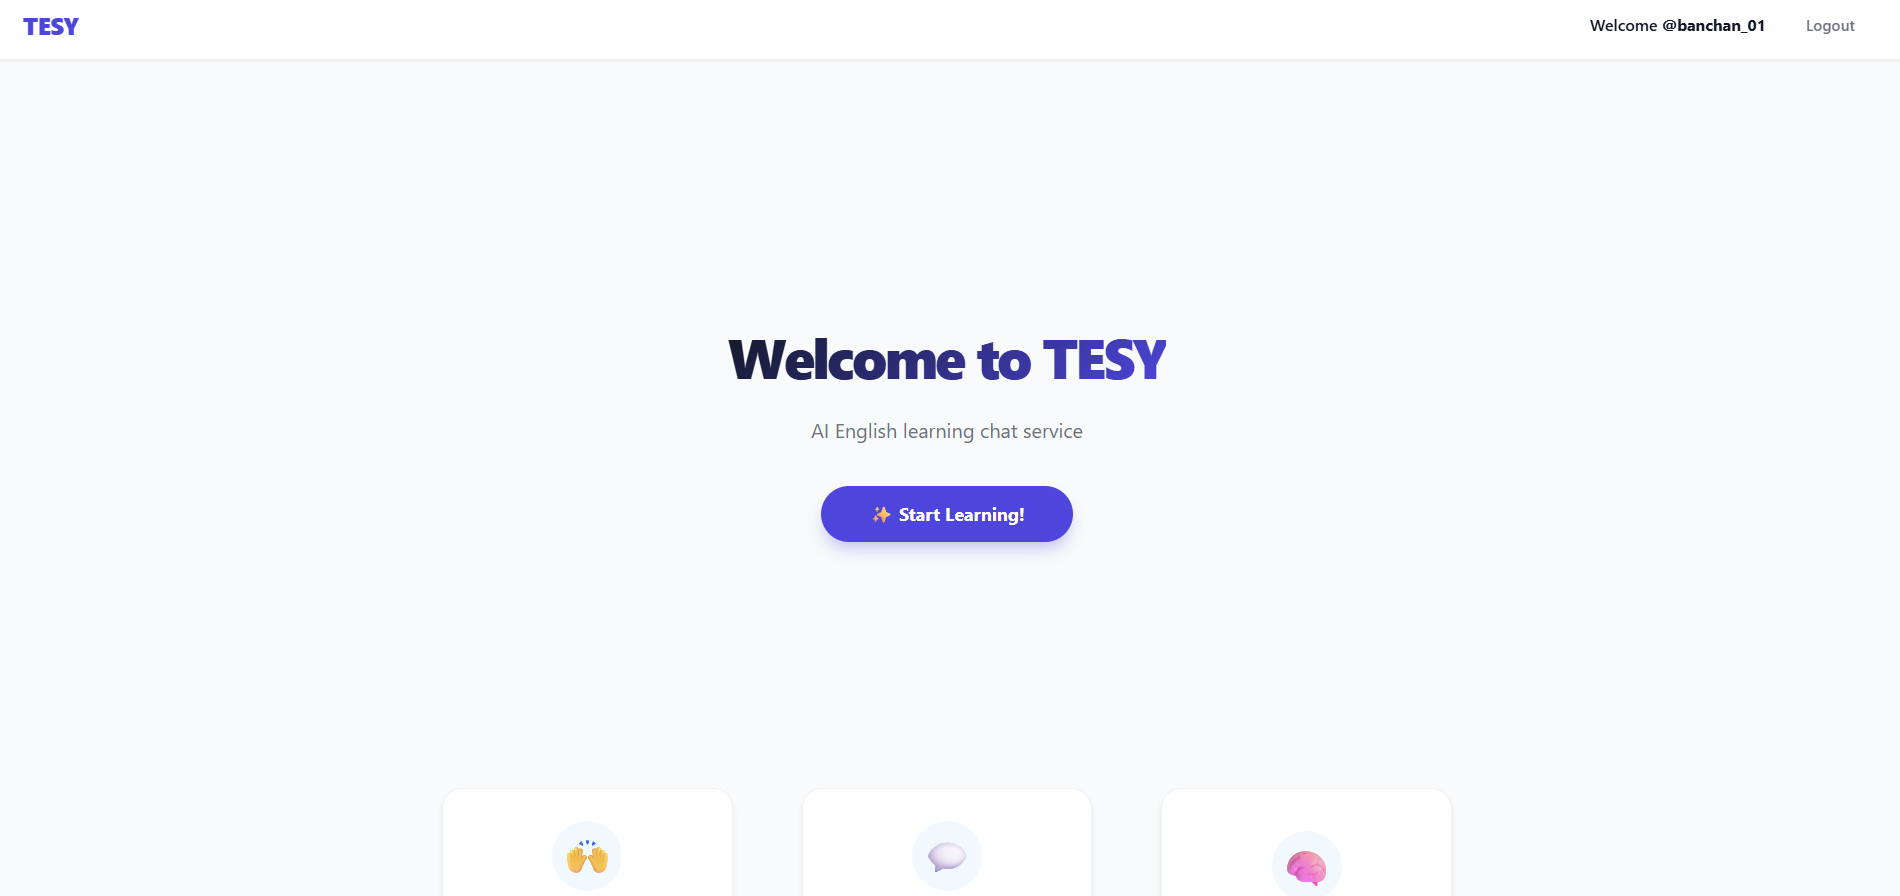 TESY
Welcome @banchan_01
Logout
Welcome to TESY
AI English learning chat service
✨ Start Learning!